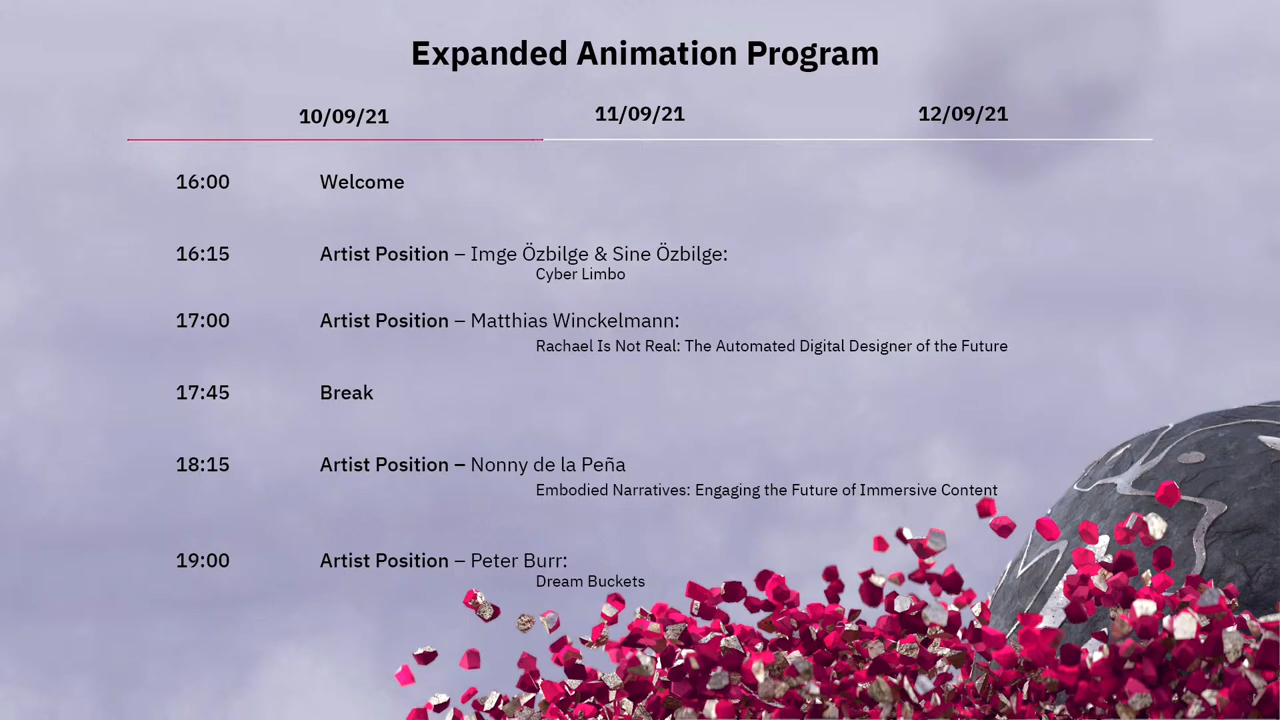 Expanded Animation Program
10/09/21 11/09/21 12/09/21
16:00 Welcome
16:15 Artist Position – Imge Özbilge & Sine Özbilge:
Cyber Limbo
17:00 Artist Position – Matthias Winckelmann:
Rachael Is Not Real: The Automated Digital Designer of the Future
17:45 Break
18:15 Artist Position – Nonny de la Peña
Embodied Narratives: Engaging the Future of Immersive Content
19:00 Artist Position – Peter Burr:
Dream Buckets